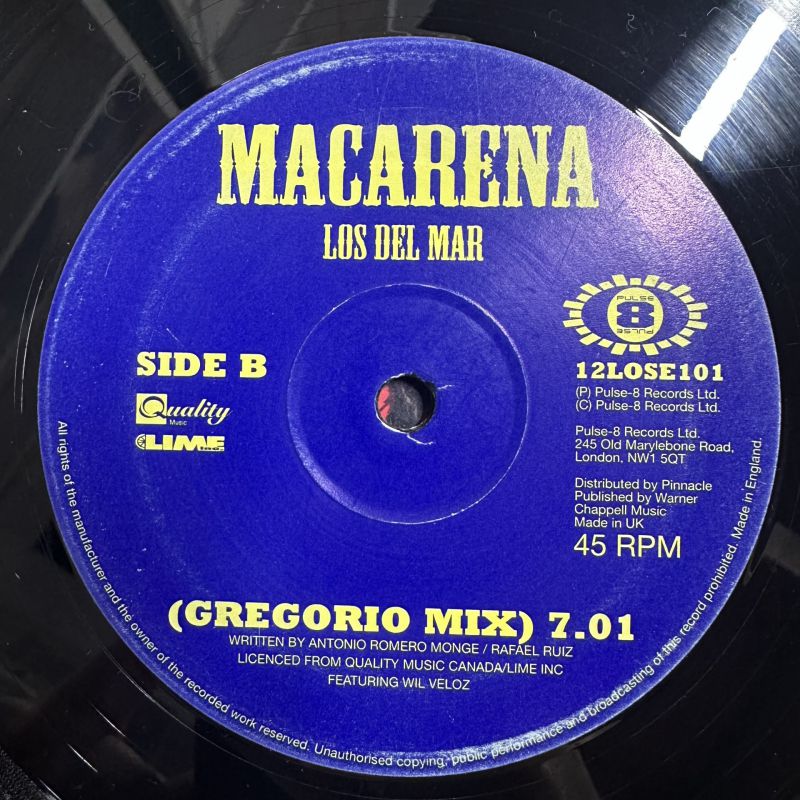 MACARENA
LOS DEL MAR
PULSE
8
PULSE
SIDE B
Quality
Music
LIME
INC.
12LOSE101
(P) Pulse-8 Records Ltd.
(C) Pulse-8 Records Ltd.
Pulse-8 Records Ltd.
245 Old Marylebone Road,
London, NW1 5QT
Distributed by Pinnacle
Published by Warner
Chappell Music
Made in UK
45 RPM
(GREGORIO MIX) 7.01
WRITTEN BY ANTONIO ROMERO MONGE / RAFAEL RUIZ
LICENCED FROM QUALITY MUSIC CANADA/LIME INC
FEATURING WIL VELOZ
All rights of the manufacturer and the owner of the recorded work reserved. Unauthorised copying, public performance and broadcasting of this record prohibited. Made in England.